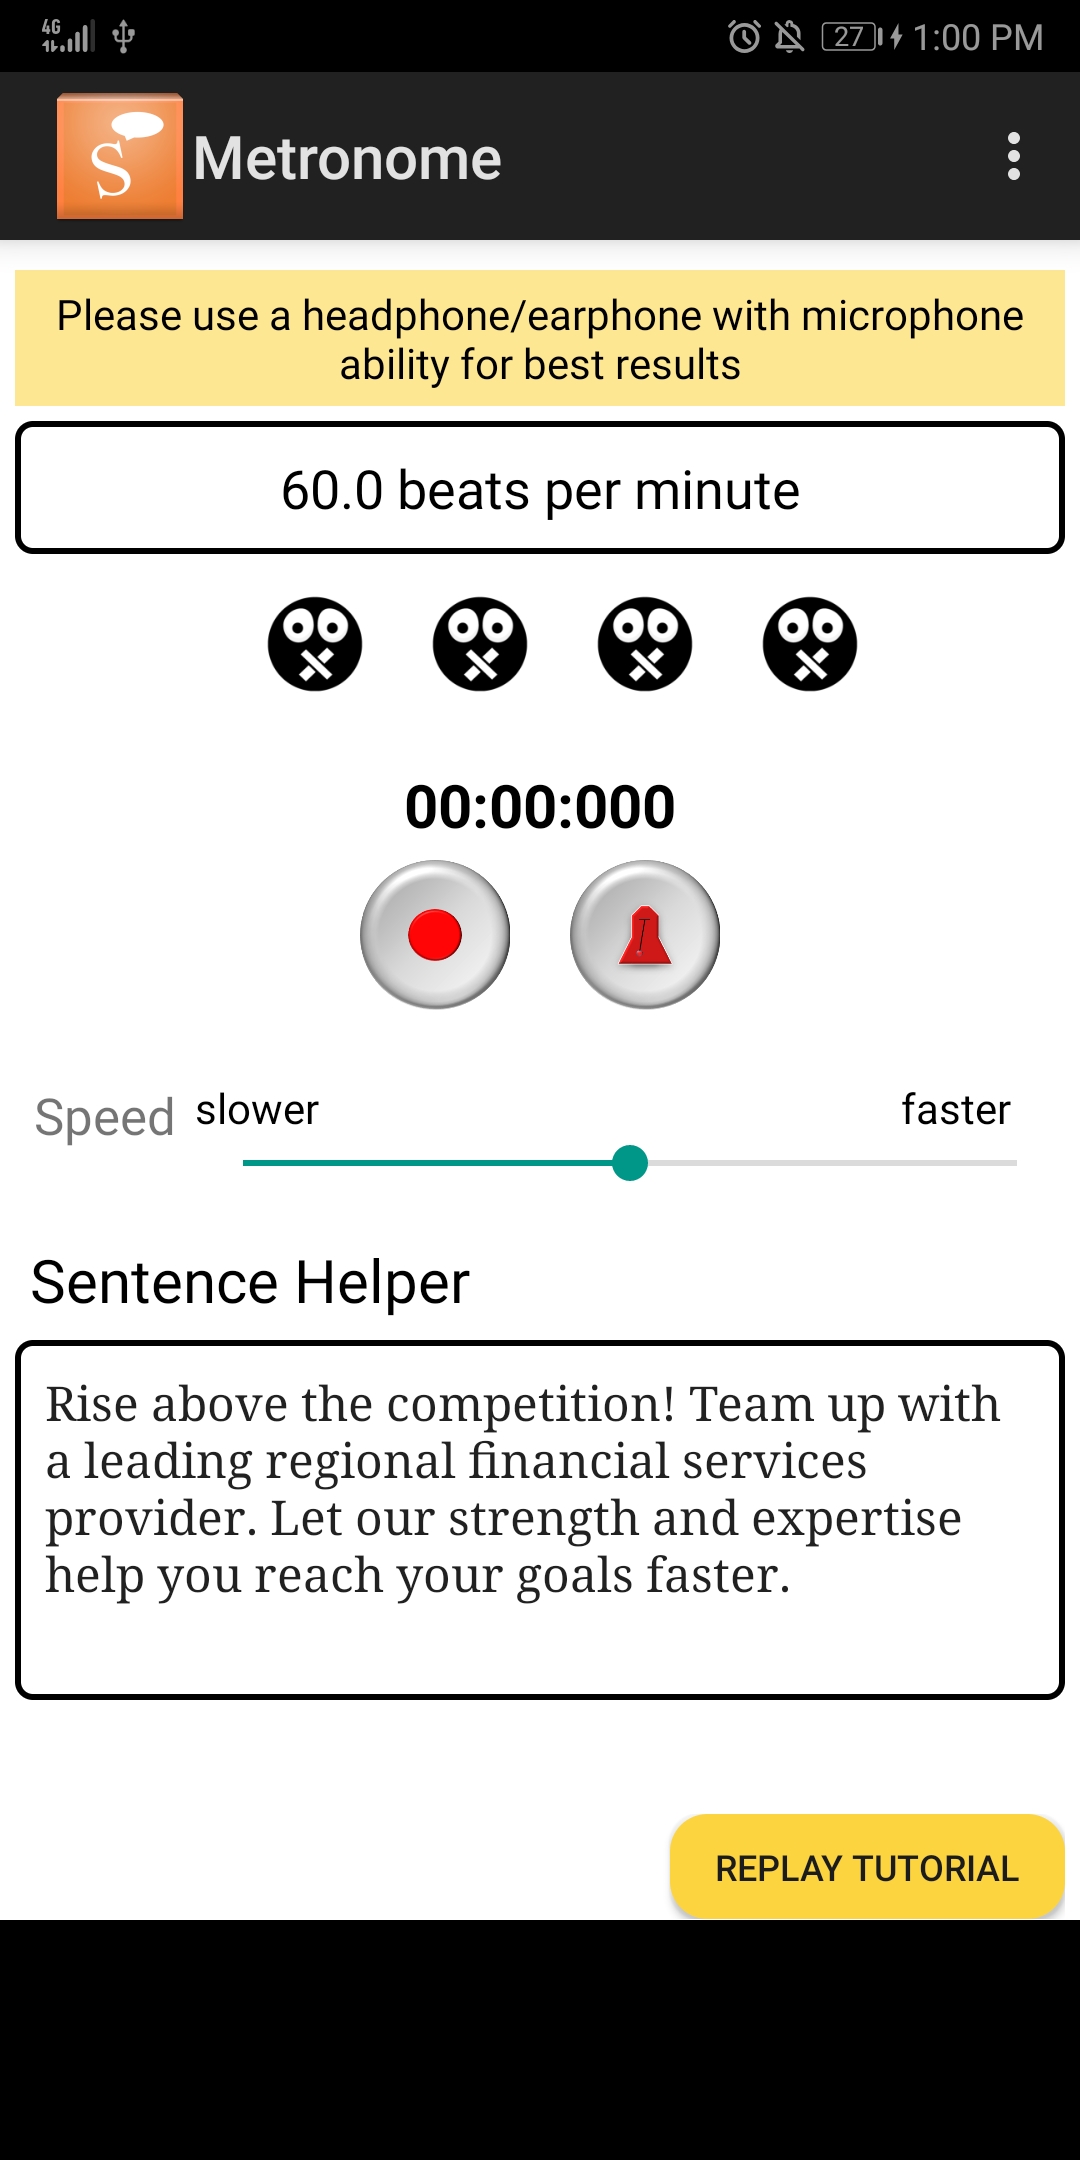 4G 27 1:00 PM
S Metronome
Please use a headphone/earphone with microphone
ability for best results
60.0 beats per minute
00:00:000
Speed slower faster
Sentence Helper
Rise above the competition! Team up with
a leading regional financial services
provider. Let our strength and expertise
help you reach your goals faster.
REPLAY TUTORIAL